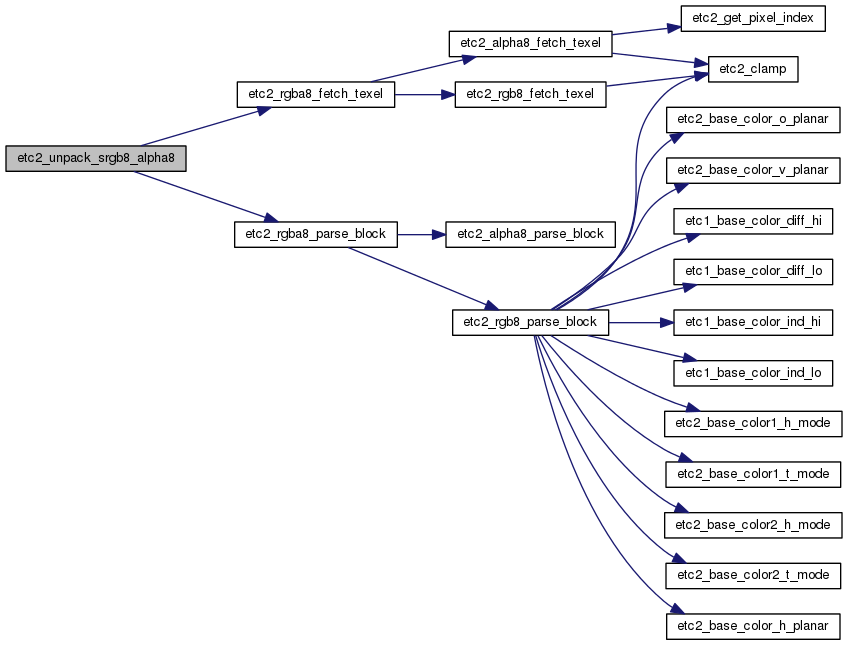 etc2_get_pixel_index
etc2_alpha8_fetch_texel
etc2_clamp
etc2_rgba8_fetch_texel
etc2_rgb8_fetch_texel
etc2_base_color_o_planar
etc2_unpack_srgb8_alpha8
etc2_base_color_v_planar
etc1_base_color_diff_hi
etc2_rgba8_parse_block
etc2_alpha8_parse_block
etc1_base_color_diff_lo
etc2_rgb8_parse_block
etc1_base_color_ind_hi
etc1_base_color_ind_lo
etc2_base_color1_h_mode
etc2_base_color1_t_mode
etc2_base_color2_h_mode
etc2_base_color2_t_mode
etc2_base_color_h_planar